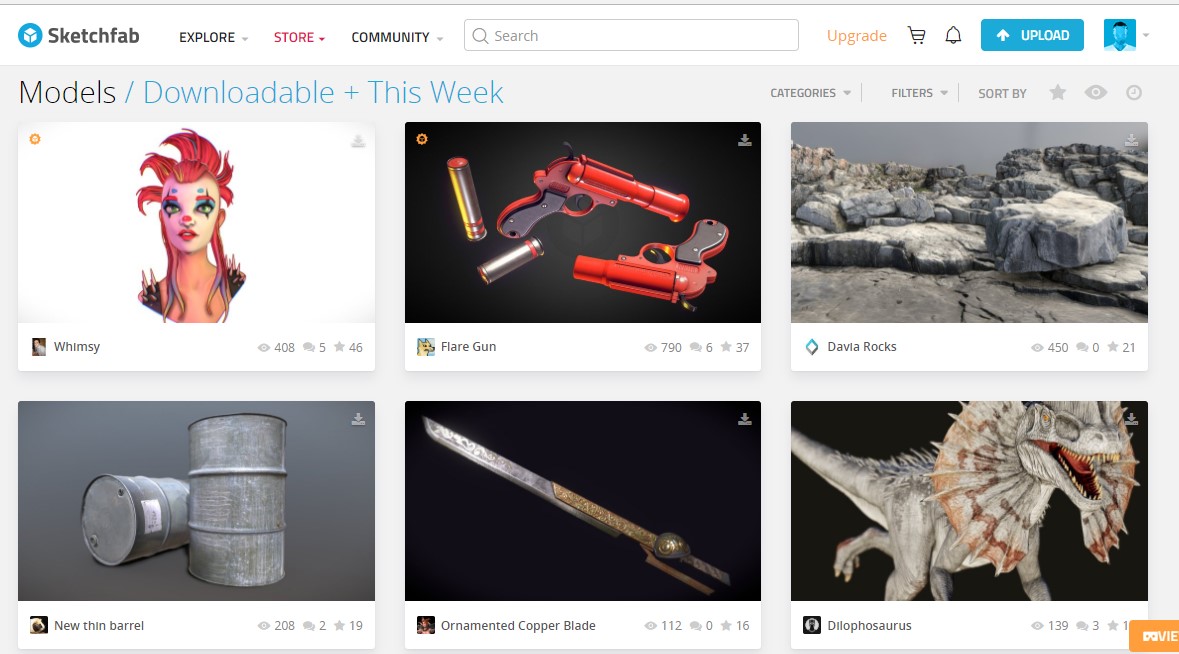 Sketchfab EXPLORE STORE COMMUNITY Search Upgrade UPLOAD
Models / Downloadable + This Week CATEGORIES FILTERS SORT BY
Whimsy 408 5 46
Flare Gun 790 6 37
Davia Rocks 450 0 21
New thin barrel 208 2 19
Ornamented Copper Blade 112 0 16
Dilophosaurus 139 3